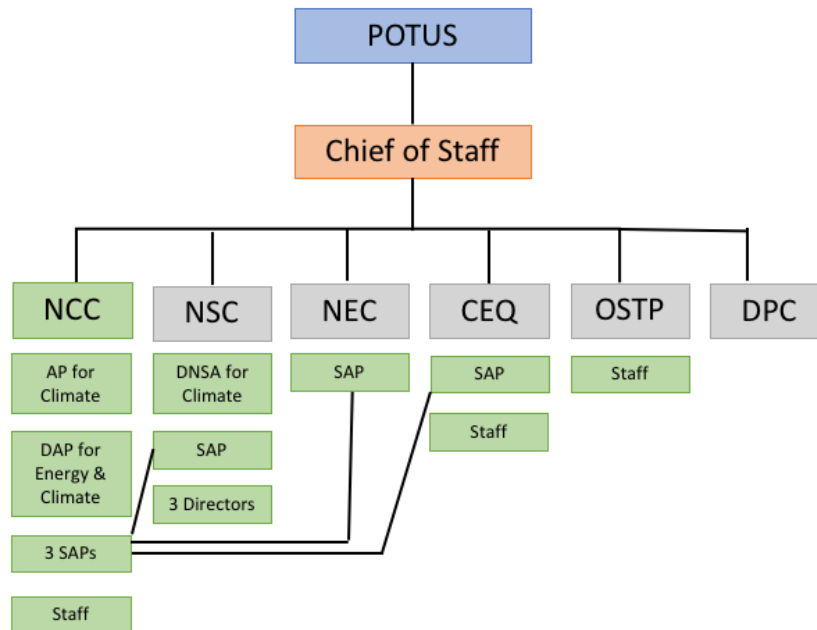 POTUS
Chief of Staff
NCC
NSC
NEC
CEQ
OSTP
DPC
AP for
Climate
DNSA for
Climate
SAP
SAP
Staff
DAP for
Energy &
Climate
SAP
Staff
3 Directors
3 SAPs
Staff